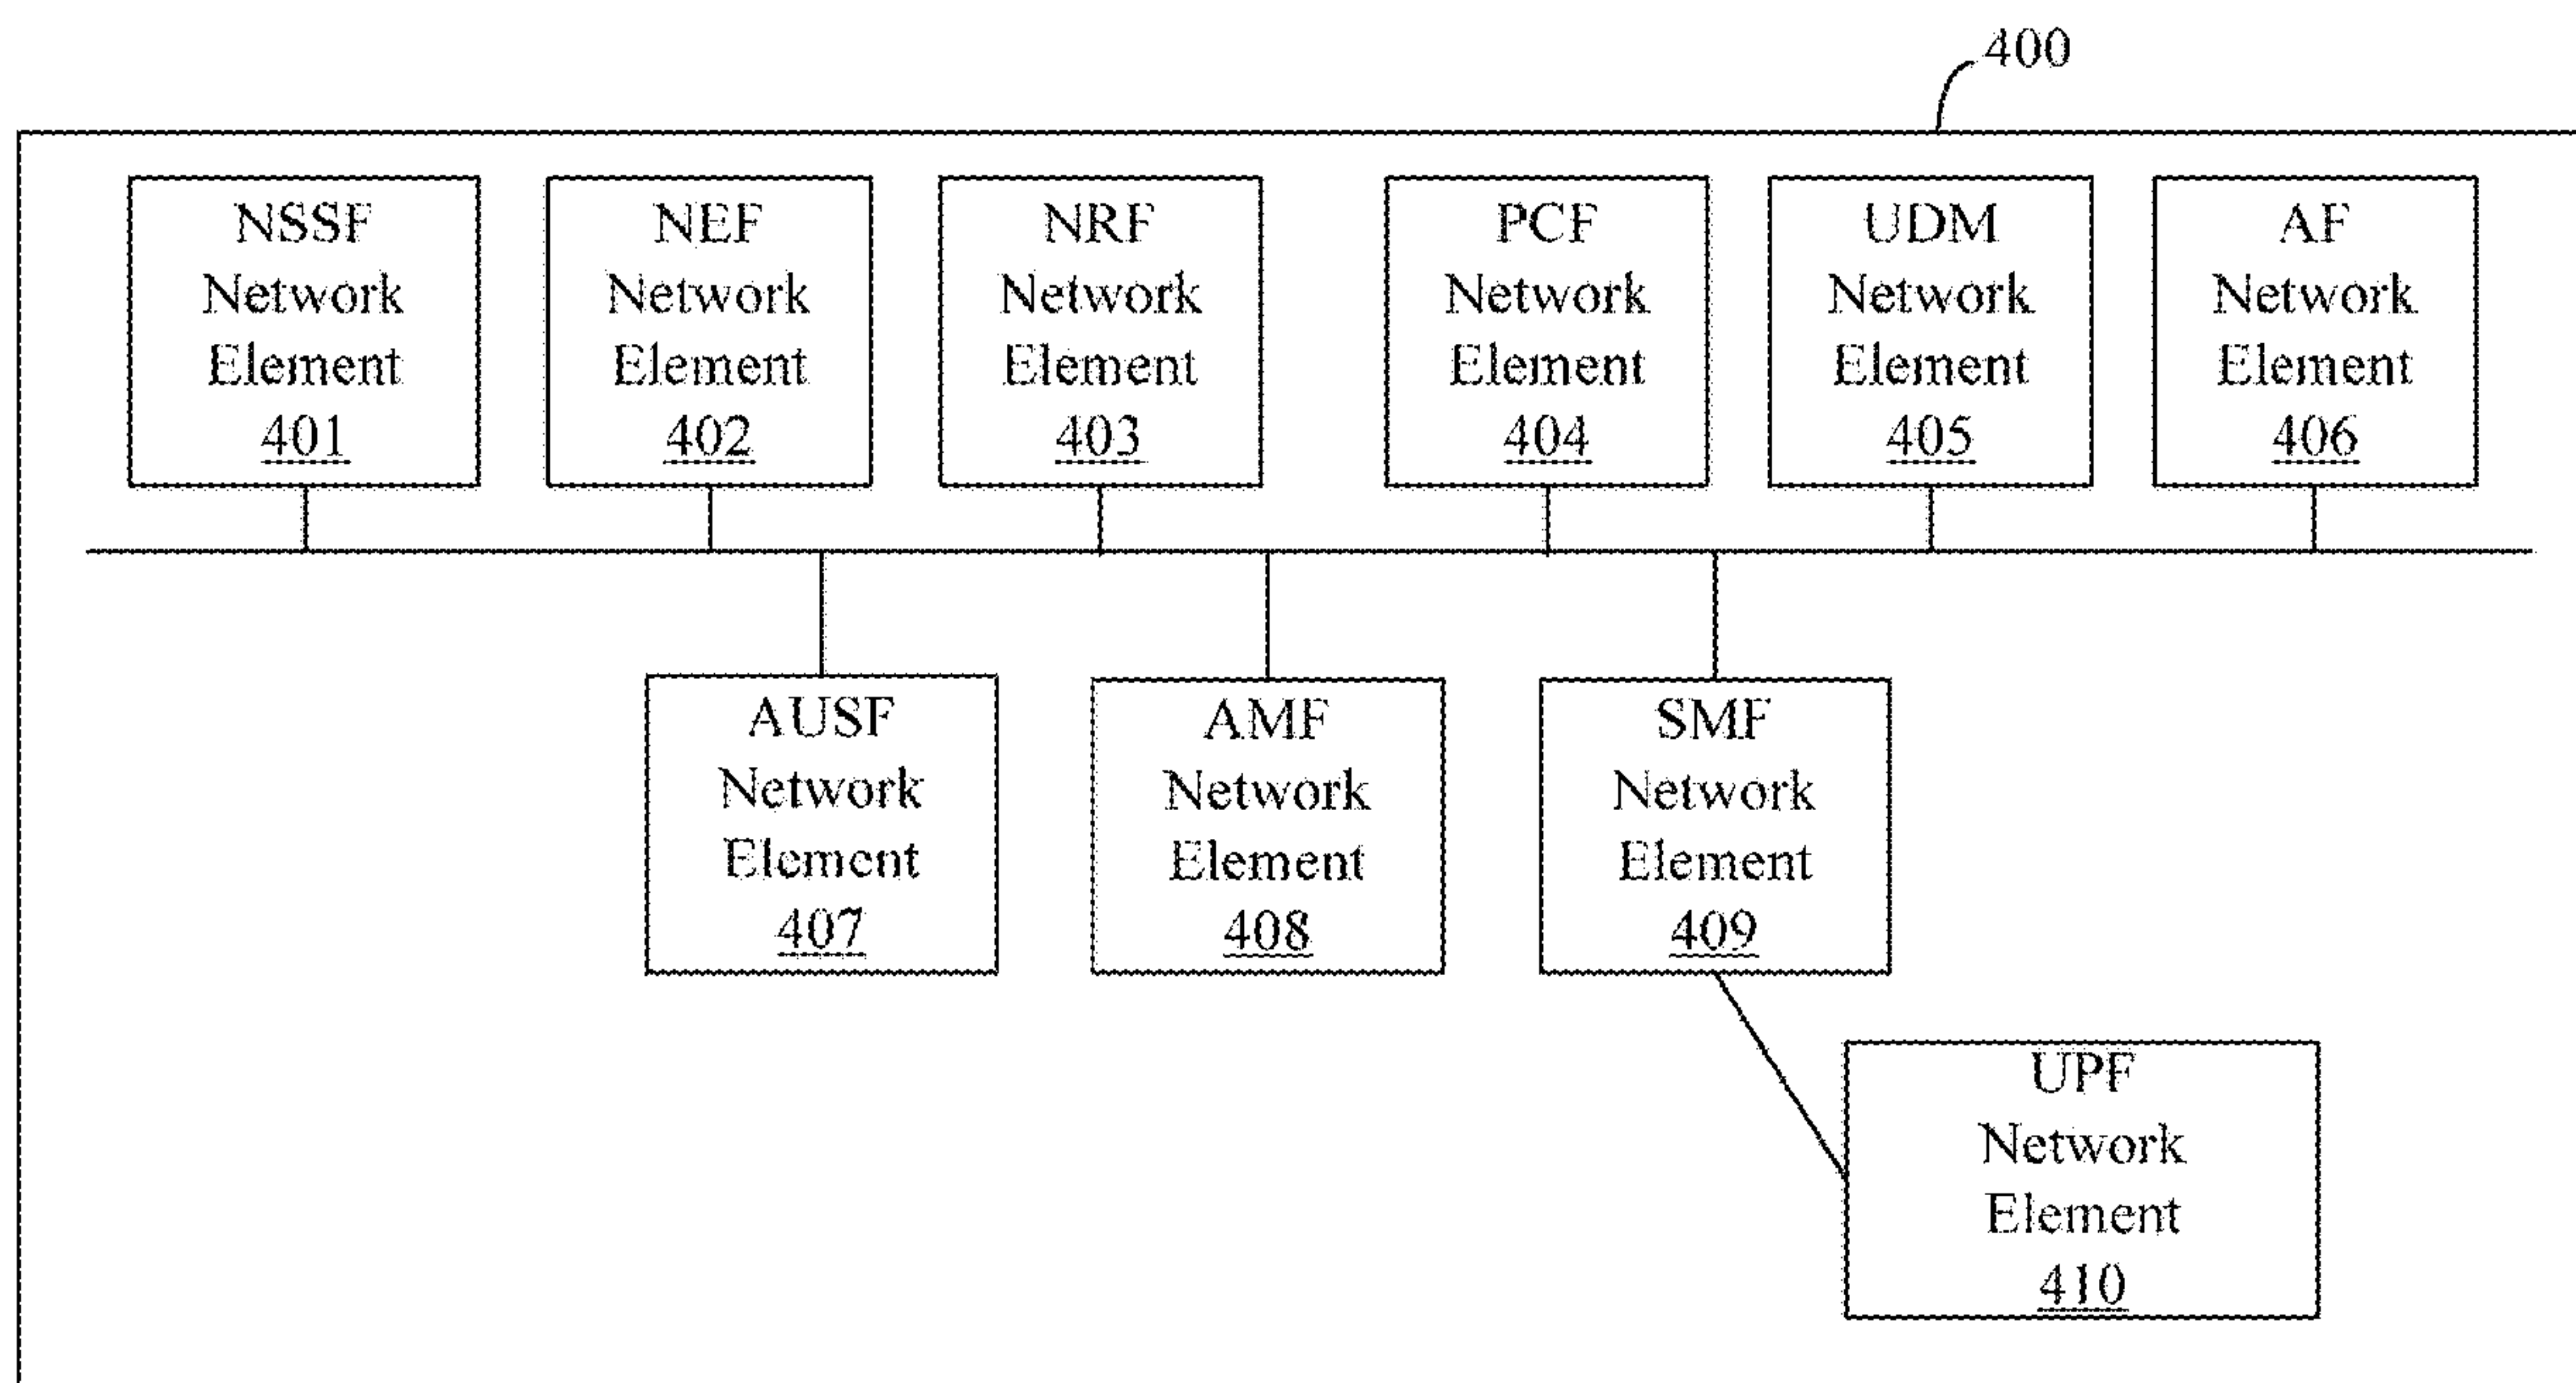 400
NSSF
Network
Element
401
NEF
Network
Element
402
NRF
Network
Element
403
PCF
Network
Element
404
UDM
Network
Element
405
AF
Network
Element
406
AUSF
Network
Element
407
AMF
Network
Element
408
SMF
Network
Element
409
UPF
Network
Element
410